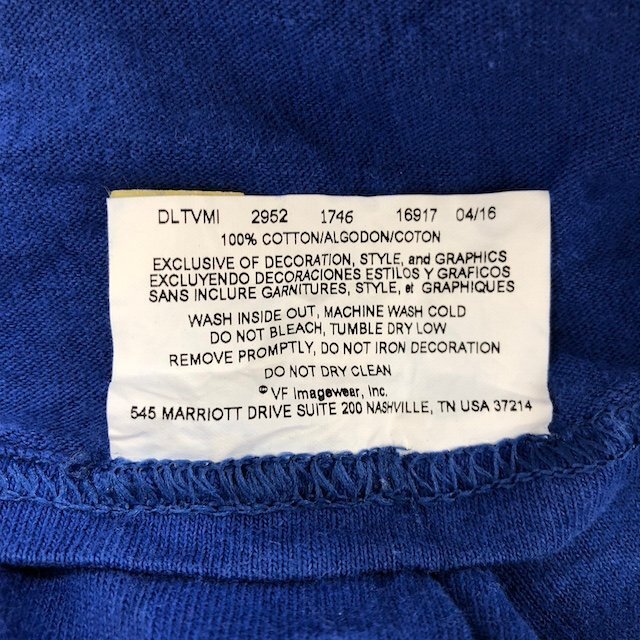 DLTVMI 2952 1746 16917 04/16
100% COTTON/ALGODON/COTON
EXCLUSIVE OF DECORATION, STYLE, and GRAPHICS
EXCLUYENDO DECORACIONES ESTILOS Y GRAFICOS
SANS INCLURE GARNITURES, STYLE, et GRAPHIQUES
WASH INSIDE OUT, MACHINE WASH COLD
DO NOT BLEACH, TUMBLE DRY LOW
REMOVE PROMPTLY, DO NOT IRON DECORATION
DO NOT DRY CLEAN
© VF Imagewear, Inc.
545 MARRIOTT DRIVE SUITE 200 NASHVILLE, TN USA 37214